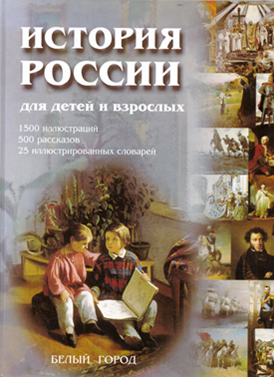 ИСТОРИЯ
РОССИИ
для детей и взрослых
1500 иллюстраций
500 рассказов
25 иллюстрированных словарей
БЕЛЫЙ ГОРОД